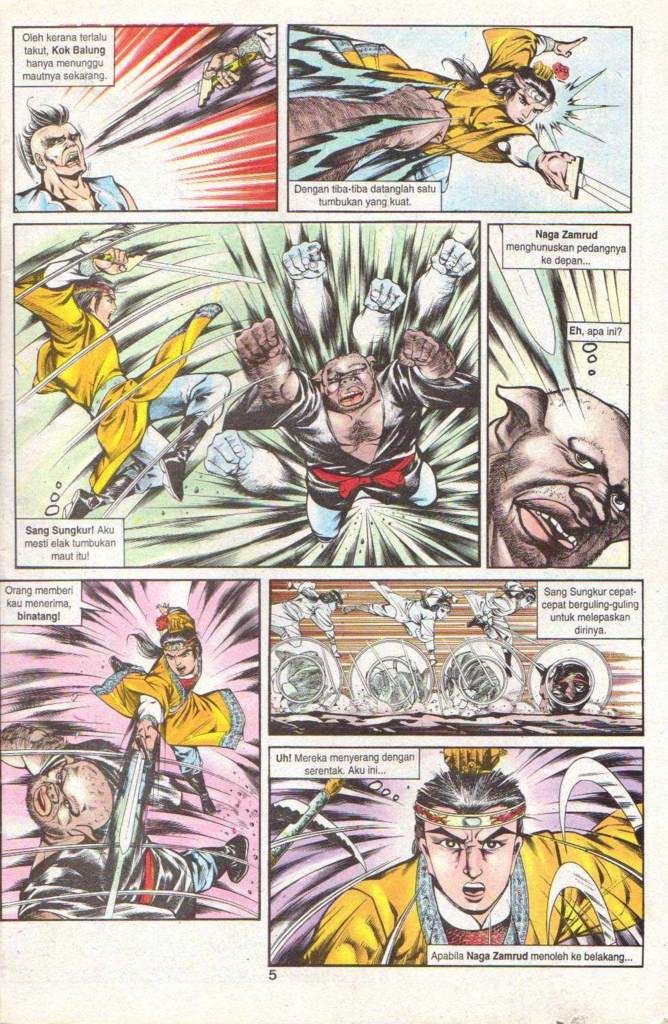 Oleh kerana terlalu
takut, Kok Balung
hanya menunggu
mautnya sekarang.
Dengan tiba-tiba datanglah satu
tumbukan yang kuat.
Sang Sungkur! Aku
mesti elak tumbukan
maut itu!
Naga Zamrud
menghunuskan pedangnya
ke depan...
Eh, apa ini?
Orang memberi
kau menerima,
binatang!
Sang Sungkur cepat-
cepat berguling-guling
untuk melepaskan
dirinya.
Uh! Mereka menyerang dengan
serentak. Aku ini...
Apabila Naga Zamrud menoleh ke belakang...
5